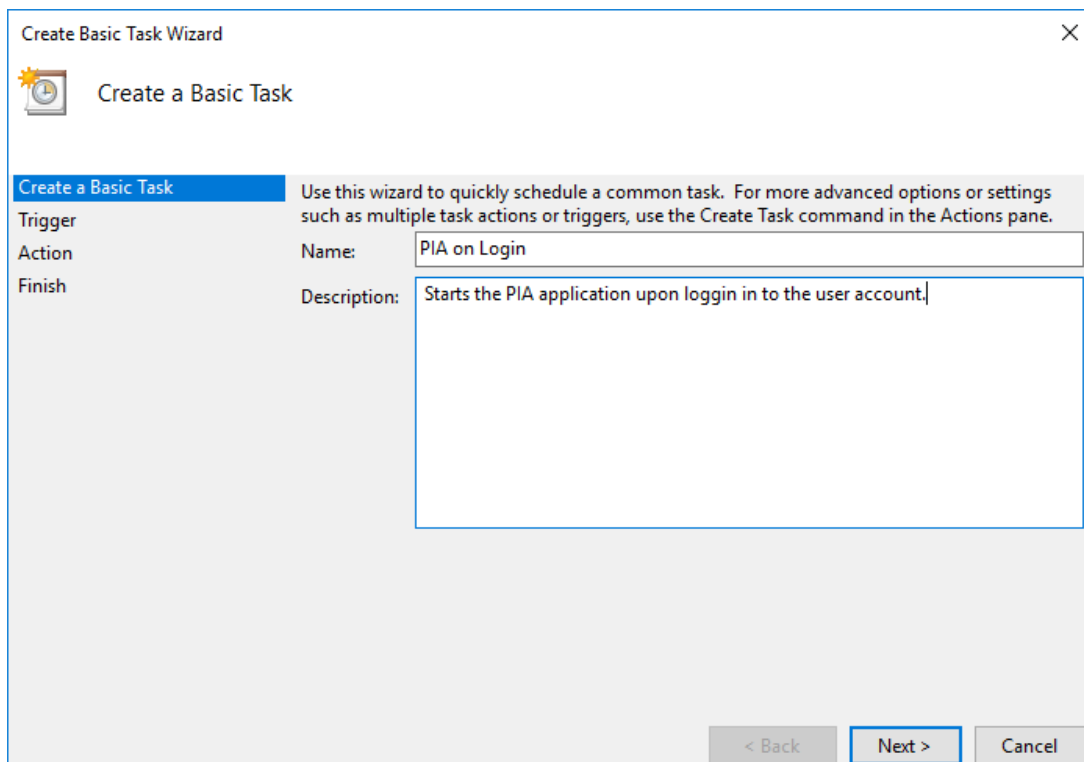 Create Basic Task Wizard
Create a Basic Task
Create a Basic Task
Trigger
Action
Finish
Use this wizard to quickly schedule a common task.  For more advanced options or settings
such as multiple task actions or triggers, use the Create Task command in the Actions pane.
Name:
PIA on Login
Description:
Starts the PIA application upon loggin in to the user account.
< Back
Next >
Cancel